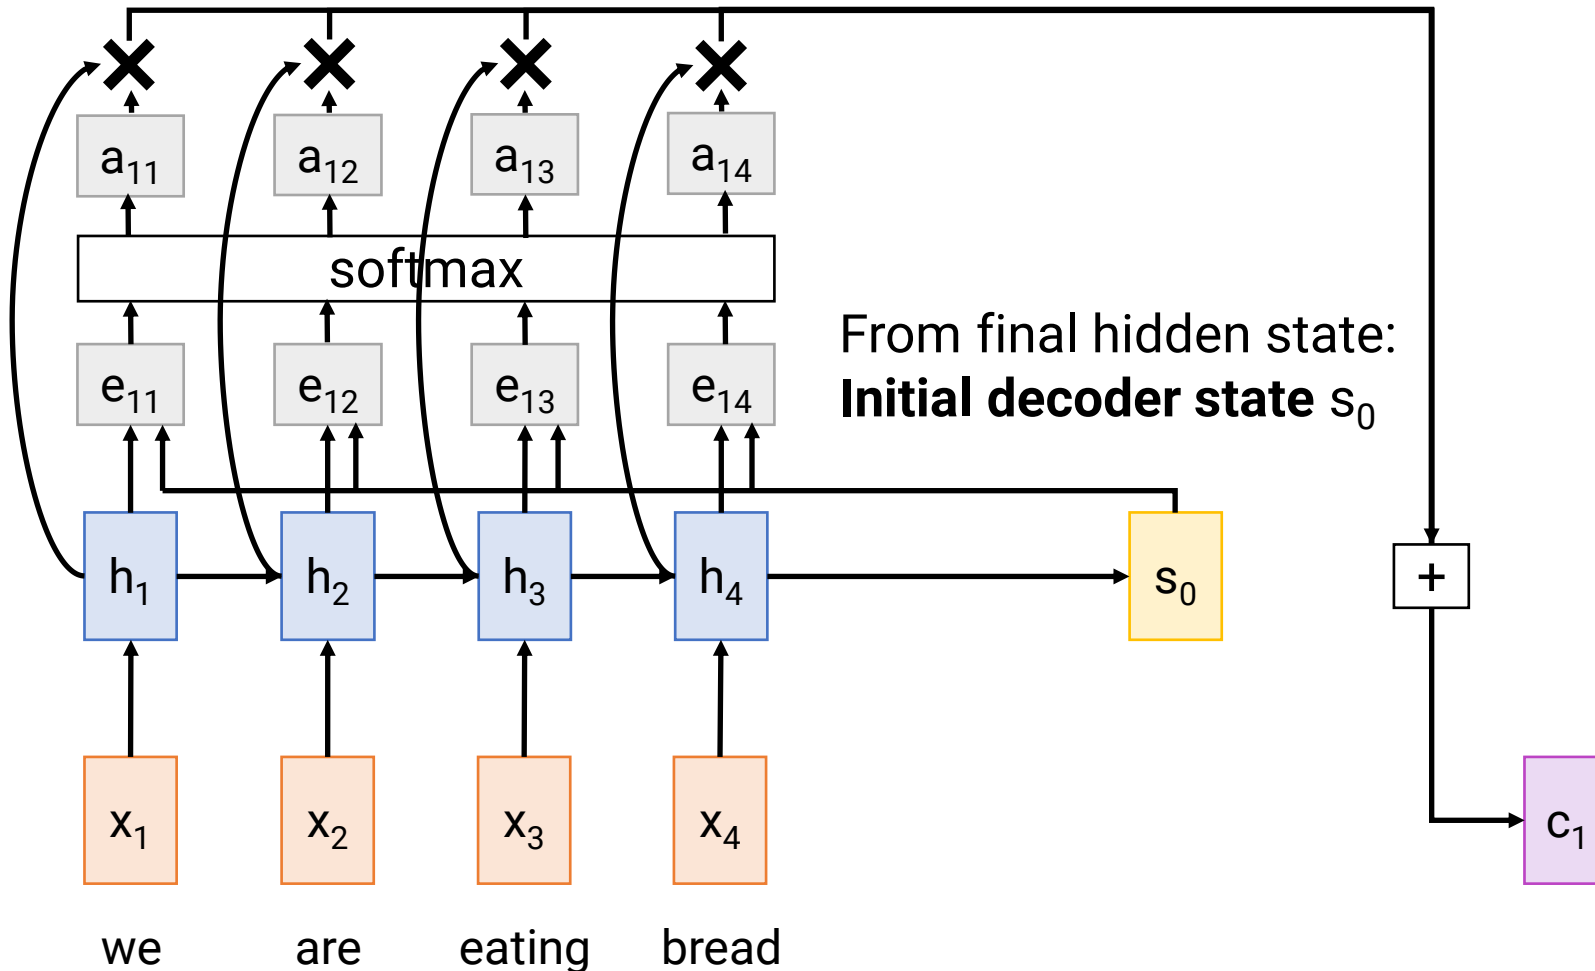 a₁₁ a₁₂ a₁₃ a₁₄
softmax
From final hidden state:
e₁₁ e₁₂ e₁₃ e₁₄
Initial decoder state s₀
h₁ h₂ h₃ h₄ s₀ +
x₁ x₂ x₃ x₄ c₁
we are eating bread